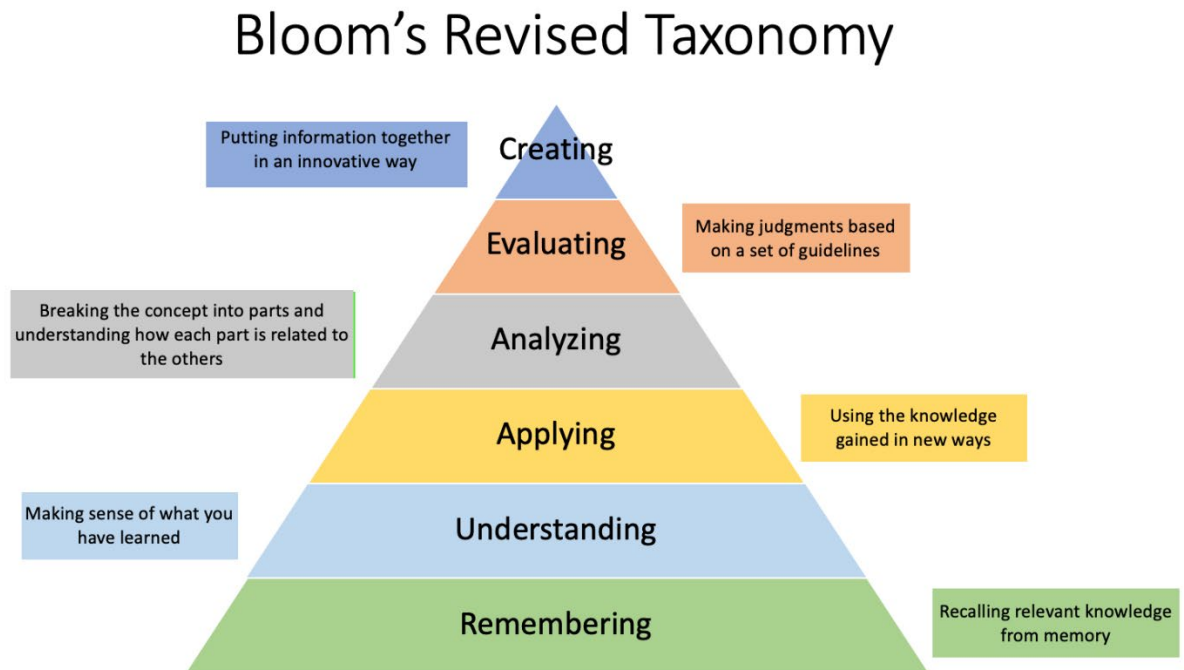 Bloom's Revised Taxonomy
Putting information together
in an innovative way
Creating
Evaluating
Making judgments based
on a set of guidelines
Breaking the concept into parts and
understanding how each part is related to
the others
Analyzing
Applying
Using the knowledge
gained in new ways
Making sense of what you
have learned
Understanding
Remembering
Recalling relevant knowledge
from memory